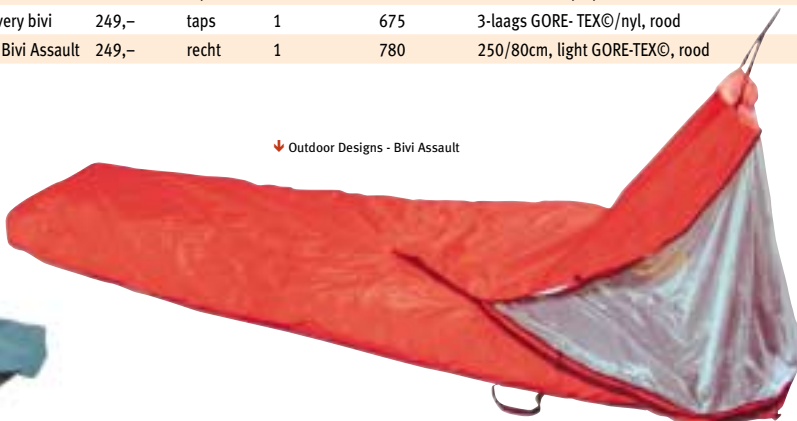 very bivi 249,– taps 1 675 3-laags GORE- TEX©/nyl, rood
Bivi Assault 249,– recht 1 780 250/80cm, light GORE-TEX©, rood
Outdoor Designs - Bivi Assault